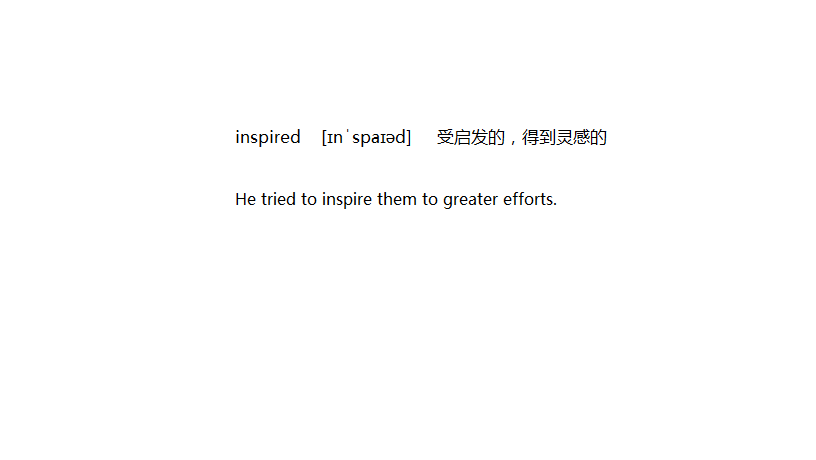 inspired [ɪnˈspaɪəd] 受启发的，得到灵感的
He tried to inspire them to greater efforts.